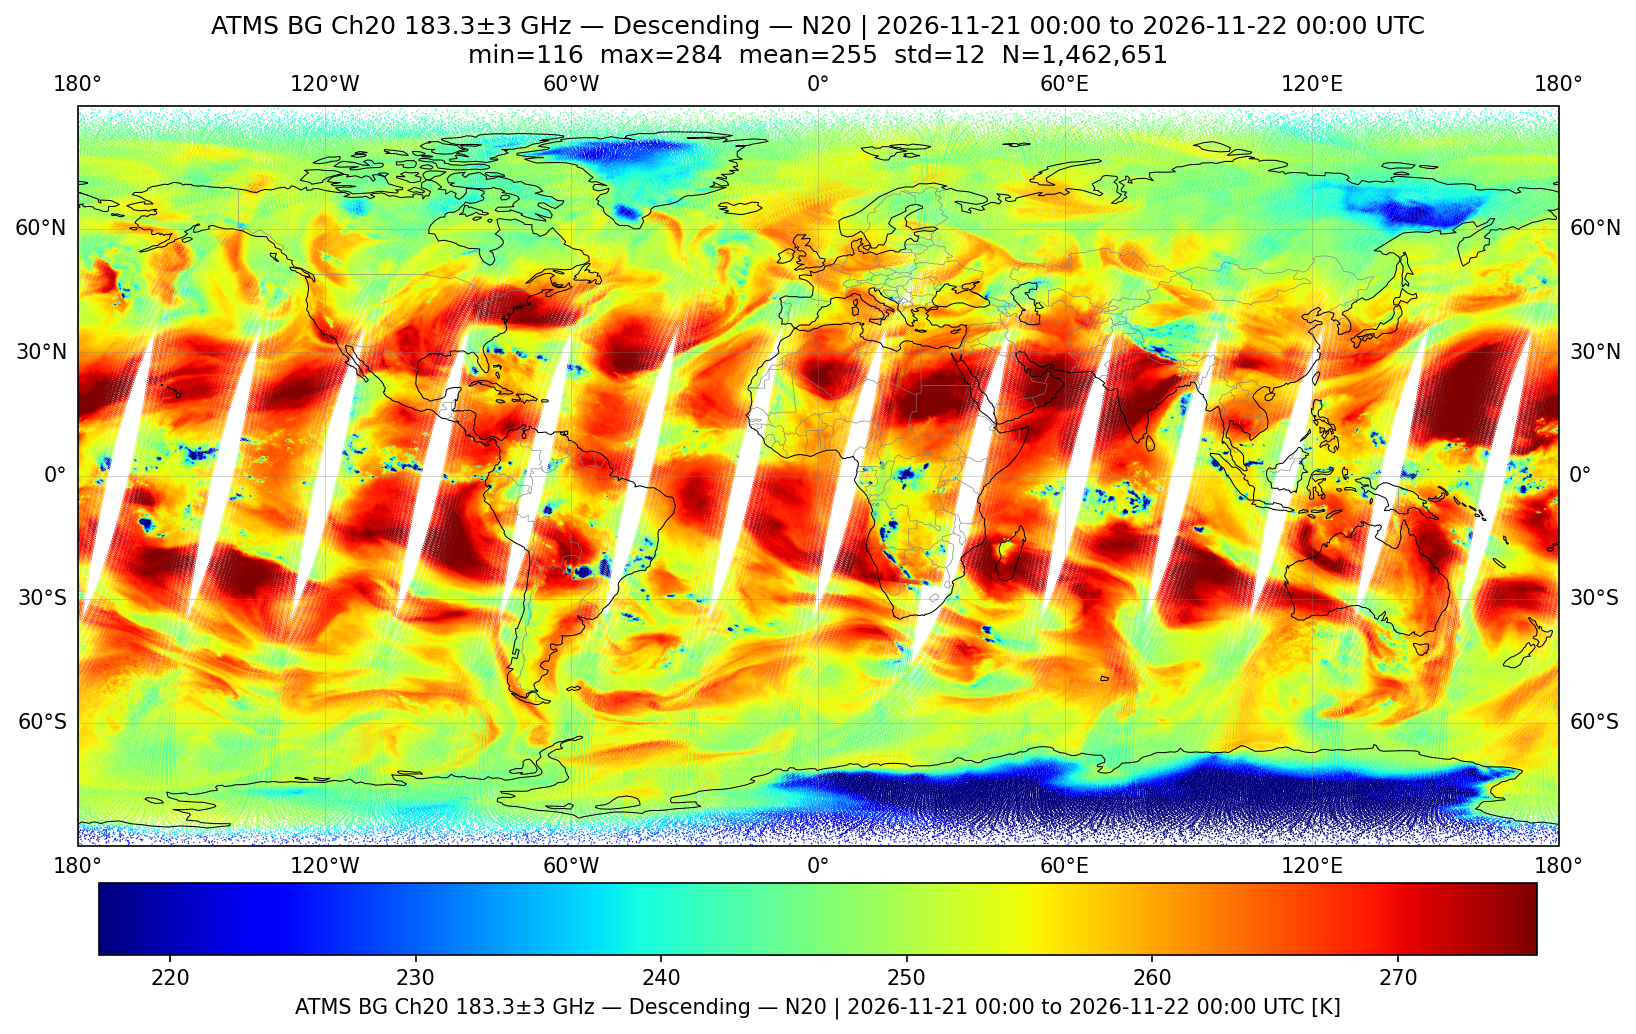 ATMS BG Ch20 183.3±3 GHz — Descending — N20 | 2026-11-21 00:00 to 2026-11-22 00:00 UTC
min=116  max=284  mean=255  std=12  N=1,462,651
180° 120°W 60°W 0° 60°E 120°E 180°
60°N 60°N
30°N 30°N
0° 0°
30°S 30°S
60°S 60°S
180° 120°W 60°W 0° 60°E 120°E 180°
220 230 240 250 260 270
ATMS BG Ch20 183.3±3 GHz — Descending — N20 | 2026-11-21 00:00 to 2026-11-22 00:00 UTC [K]